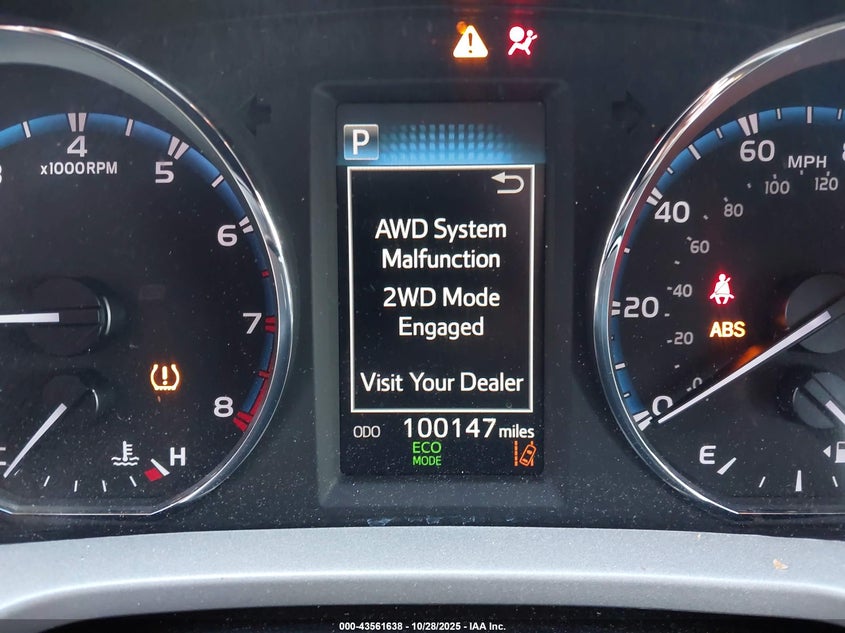 P
AWD System
Malfunction
2WD Mode
Engaged
Visit Your Dealer
ODO 100147 miles
ECO
MODE
4
x1000RPM
5
6
7
8
H
60
MPH
100
120
40
80
60
20
40
ABS
20
0
0
E
000-43561638 - 10/28/2025 - IAA Inc.